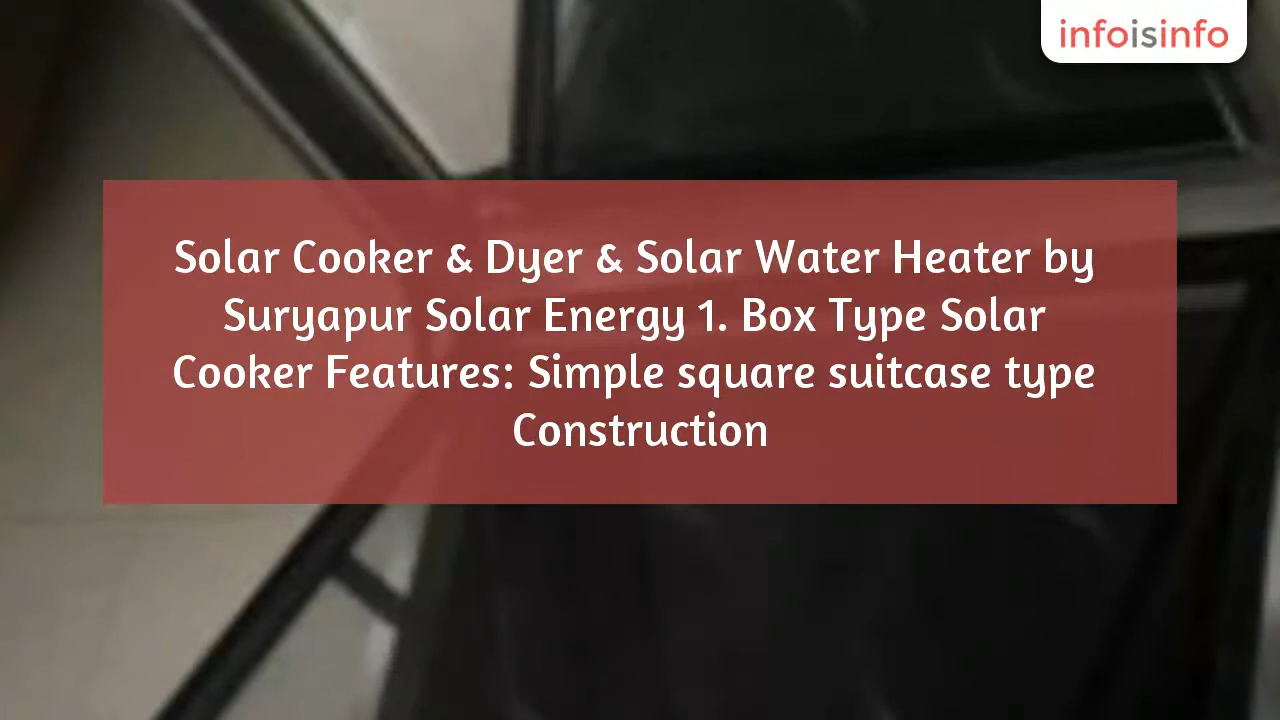 infoisinfo
Solar Cooker & Dyer & Solar Water Heater by
Suryapur Solar Energy 1. Box Type Solar
Cooker Features: Simple square suitcase type
Construction